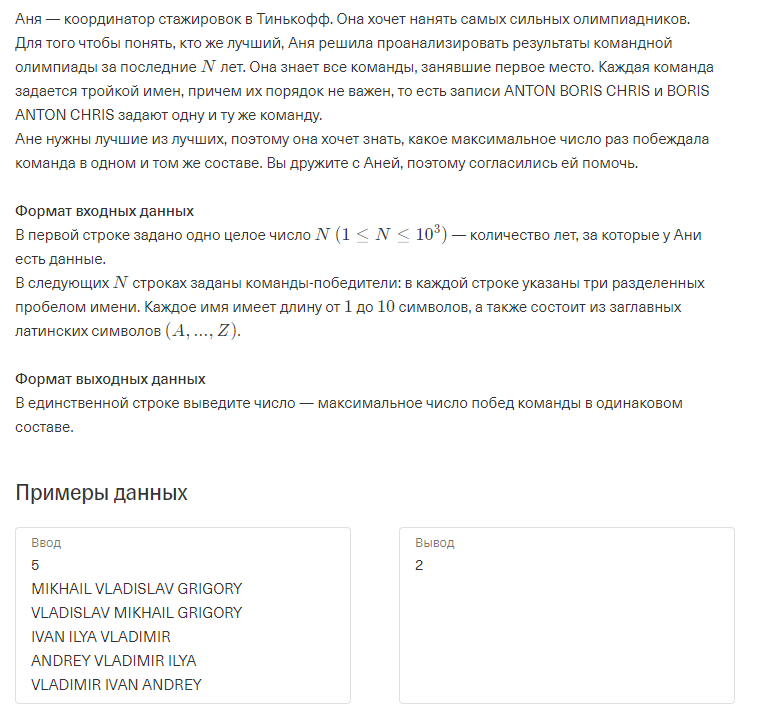 Аня — координатор стажировок в Тинькофф. Она хочет нанять самых сильных олимпиадников.
Для того чтобы понять, кто же лучший, Аня решила проанализировать результаты командной
олимпиады за последние N лет. Она знает все команды, занявшие первое место. Каждая команда
задается тройкой имен, причем их порядок не важен, то есть записи ANTON BORIS CHRIS и BORIS
ANTON CHRIS задают одну и ту же команду.
Ане нужны лучшие из лучших, поэтому она хочет знать, какое максимальное число раз побеждала
команда в одном и том же составе. Вы дружите с Аней, поэтому согласились ей помочь.
Формат входных данных
В первой строке задано одно целое число N (1 ≤ N ≤ 10³) — количество лет, за которые у Ани
есть данные.
В следующих N строках заданы команды-победители: в каждой строке указаны три разделенных
пробелом имени. Каждое имя имеет длину от 1 до 10 символов, а также состоит из заглавных
латинских символов (A, ..., Z).
Формат выходных данных
В единственной строке выведите число — максимальное число побед команды в одинаковом
составе.
Примеры данных
Ввод
5
MIKHAIL VLADISLAV GRIGORY
VLADISLAV MIKHAIL GRIGORY
IVAN ILYA VLADIMIR
ANDREY VLADIMIR ILYA
VLADIMIR IVAN ANDREY
Вывод
2